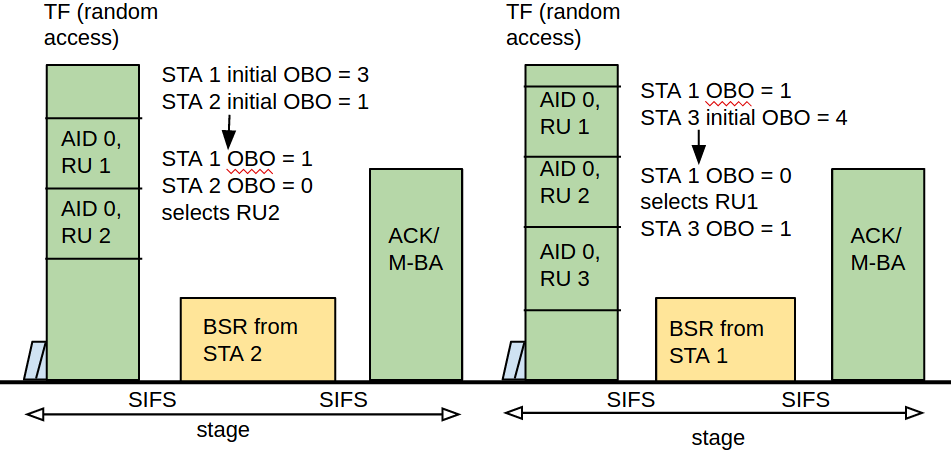 TF (random
access)
STA 1 initial OBO = 3
STA 2 initial OBO = 1
AID 0,
RU 1
STA 1 OBO = 1
STA 2 OBO = 0
selects RU2
AID 0,
RU 2
ACK/
M-BA
BSR from
STA 2
SIFS
SIFS
stage
TF (random
access)
STA 1 OBO = 1
STA 3 initial OBO = 4
AID 0,
RU 1
AID 0,
RU 2
STA 1 OBO = 0
selects RU1
STA 3 OBO = 1
AID 0,
RU 3
ACK/
M-BA
BSR from
STA 1
SIFS
SIFS
stage